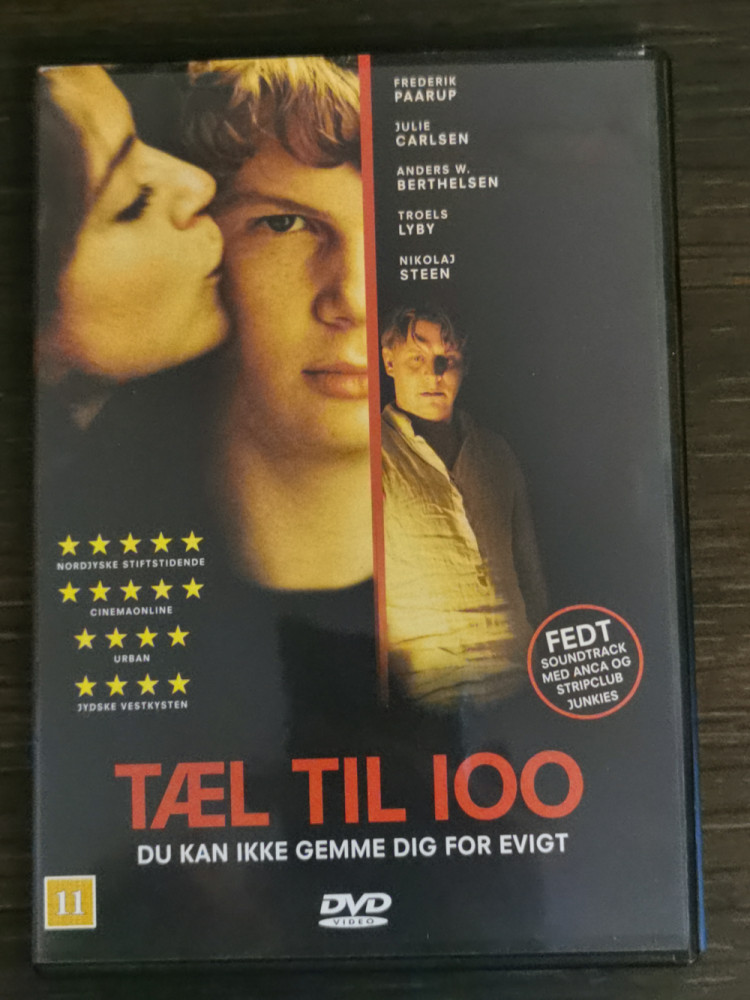 FREDERIK
PAARUP
JULIE
CARLSEN
ANDERS W.
BERTHELSEN
TROELS
LYBY
NIKOLAJ
STEEN
NORDJYSKE STIFTSTIDENDE
CINEMAONLINE
URBAN
JYDSKE VESTKYSTEN
FEDT
SOUNDTRACK
MED ANCA OG
STRIPCLUB
JUNKIES
TÆL TIL 100
DU KAN IKKE GEMME DIG FOR EVIGT
11
DVD
VIDEO